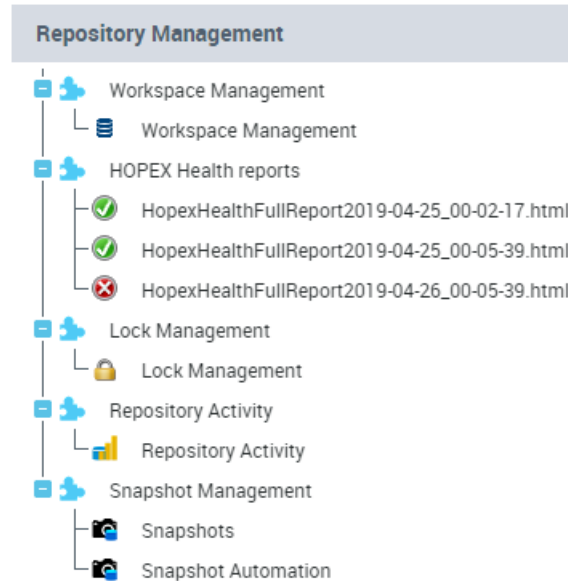 Repository Management
Workspace Management
Workspace Management
HOPEX Health reports
HopexHealthFullReport2019-04-25_00-02-17.html
HopexHealthFullReport2019-04-25_00-05-39.html
HopexHealthFullReport2019-04-26_00-05-39.html
Lock Management
Lock Management
Repository Activity
Repository Activity
Snapshot Management
Snapshots
Snapshot Automation